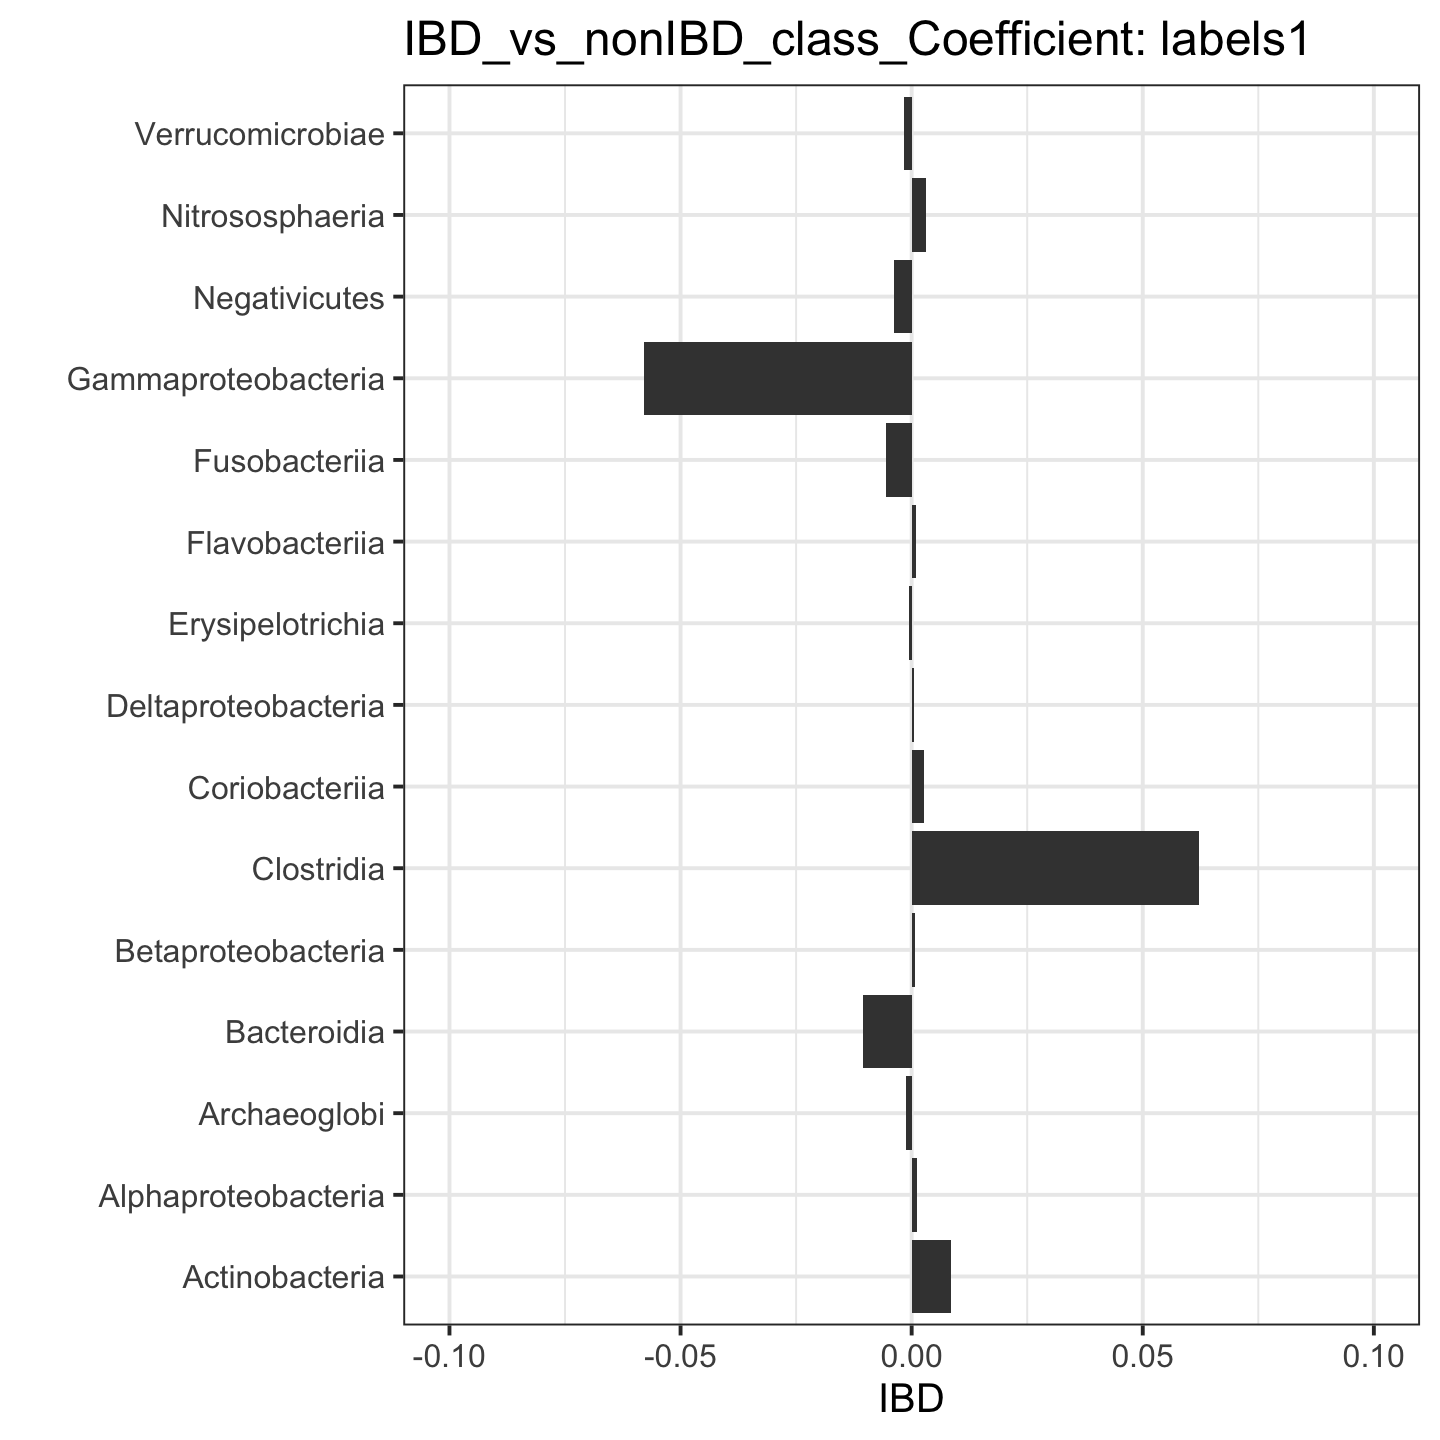 IBD_vs_nonIBD_class_Coefficient: labels1
Verrucomicrobiae
Nitrososphaeria
Negativicutes
Gammaproteobacteria
Fusobacteriia
Flavobacteriia
Erysipelotrichia
Deltaproteobacteria
Coriobacteriia
Clostridia
Betaproteobacteria
Bacteroidia
Archaeoglobi
Alphaproteobacteria
Actinobacteria
-0.10 -0.05 0.00 0.05 0.10
IBD